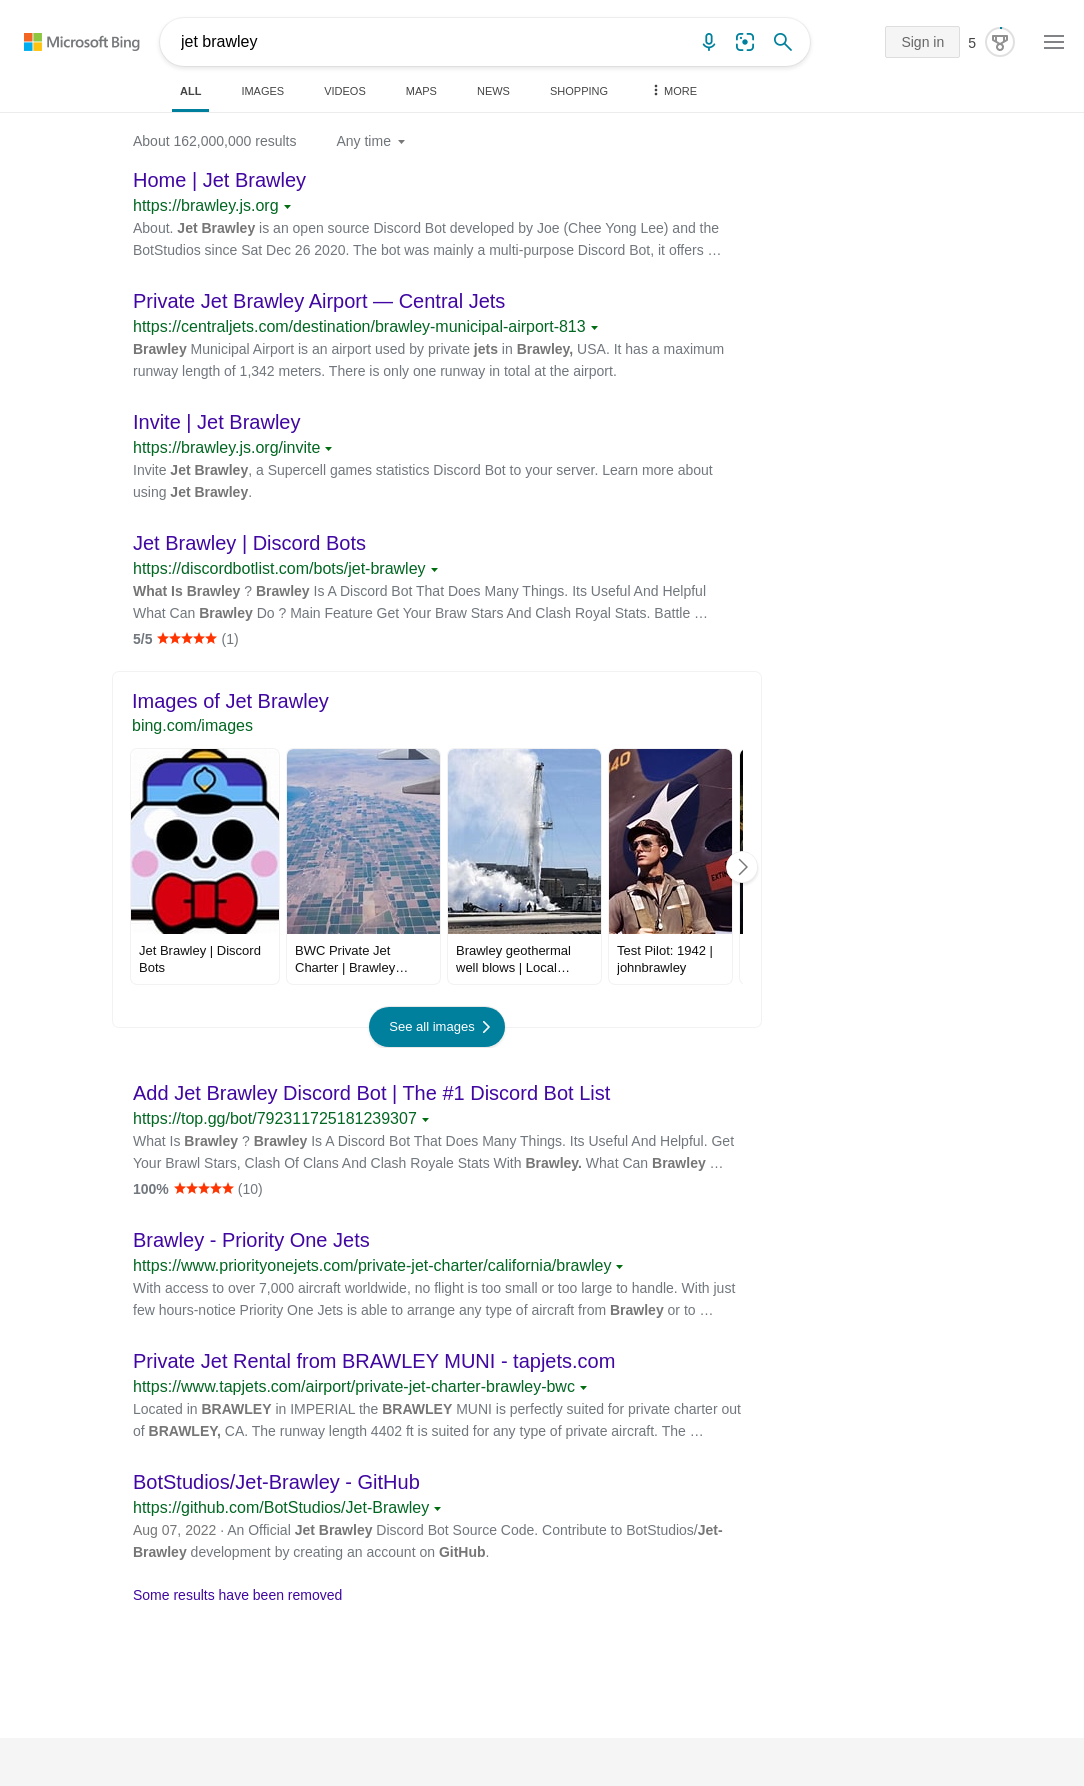 Microsoft Bing
jet brawley
Sign in
5
ALL
IMAGES
VIDEOS
MAPS
NEWS
SHOPPING
MORE
About 162,000,000 results
Any time
Home | Jet Brawley
https://brawley.js.org
About. Jet Brawley is an open source Discord Bot developed by Joe (Chee Yong Lee) and the
BotStudios since Sat Dec 26 2020. The bot was mainly a multi-purpose Discord Bot, it offers …
Private Jet Brawley Airport — Central Jets
https://centraljets.com/destination/brawley-municipal-airport-813
Brawley Municipal Airport is an airport used by private jets in Brawley, USA. It has a maximum
runway length of 1,342 meters. There is only one runway in total at the airport.
Invite | Jet Brawley
https://brawley.js.org/invite
Invite Jet Brawley, a Supercell games statistics Discord Bot to your server. Learn more about
using Jet Brawley.
Jet Brawley | Discord Bots
https://discordbotlist.com/bots/jet-brawley
What Is Brawley ? Brawley Is A Discord Bot That Does Many Things. Its Useful And Helpful
What Can Brawley Do ? Main Feature Get Your Braw Stars And Clash Royal Stats. Battle …
5/5 (1)
Images of Jet Brawley
bing.com/images
40
EXTI
Jet Brawley | Discord
Bots
BWC Private Jet
Charter | Brawley…
Brawley geothermal
well blows | Local…
Test Pilot: 1942 |
johnbrawley
See all images
Add Jet Brawley Discord Bot | The #1 Discord Bot List
https://top.gg/bot/792311725181239307
What Is Brawley ? Brawley Is A Discord Bot That Does Many Things. Its Useful And Helpful. Get
Your Brawl Stars, Clash Of Clans And Clash Royale Stats With Brawley. What Can Brawley …
100% (10)
Brawley - Priority One Jets
https://www.priorityonejets.com/private-jet-charter/california/brawley
With access to over 7,000 aircraft worldwide, no flight is too small or too large to handle. With just
few hours-notice Priority One Jets is able to arrange any type of aircraft from Brawley or to …
Private Jet Rental from BRAWLEY MUNI - tapjets.com
https://www.tapjets.com/airport/private-jet-charter-brawley-bwc
Located in BRAWLEY in IMPERIAL the BRAWLEY MUNI is perfectly suited for private charter out
of BRAWLEY, CA. The runway length 4402 ft is suited for any type of private aircraft. The …
BotStudios/Jet-Brawley - GitHub
https://github.com/BotStudios/Jet-Brawley
Aug 07, 2022 · An Official Jet Brawley Discord Bot Source Code. Contribute to BotStudios/Jet-
Brawley development by creating an account on GitHub.
Some results have been removed